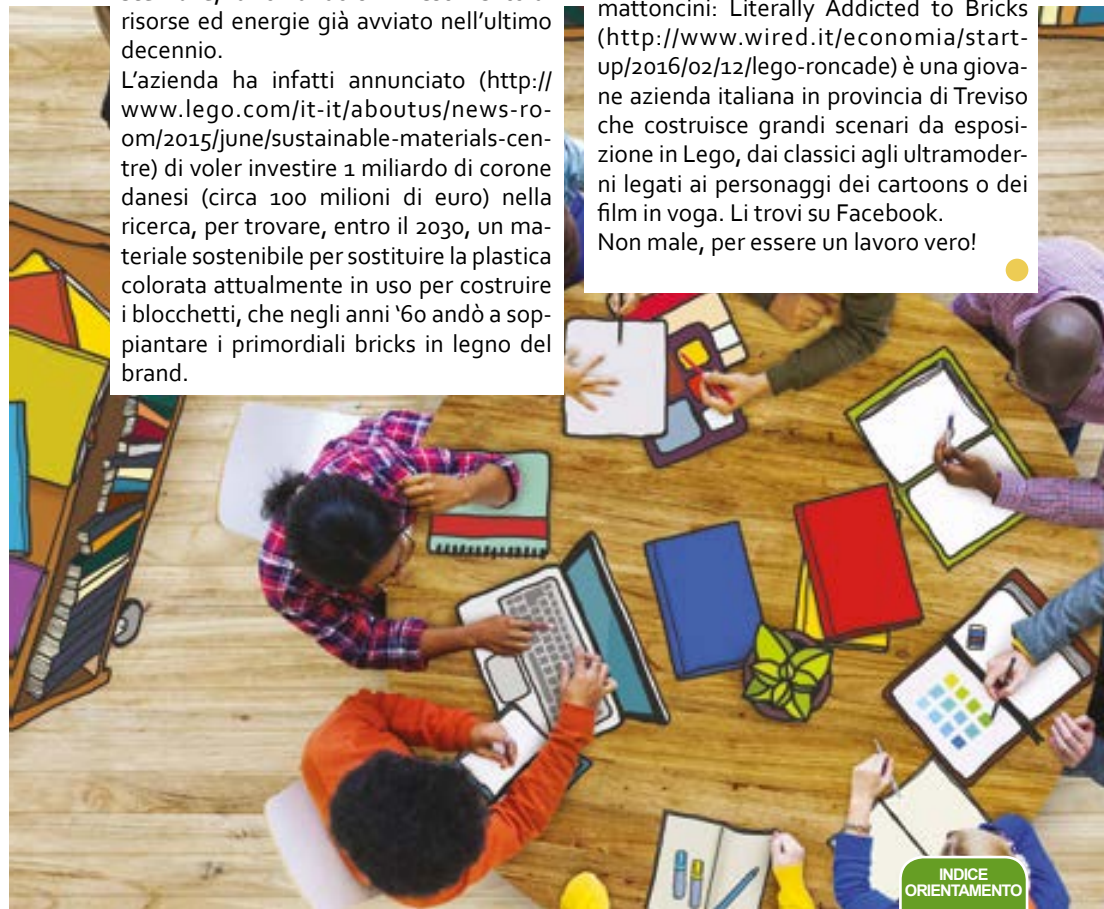 risorse ed energie già avviato nell’ultimo
decennio.
L’azienda ha infatti annunciato (http://
www.lego.com/it-it/aboutus/news-ro-
om/2015/june/sustainable-materials-cen-
tre) di voler investire 1 miliardo di corone
danesi (circa 100 milioni di euro) nella
ricerca, per trovare, entro il 2030, un ma-
teriale sostenibile per sostituire la plastica
colorata attualmente in uso per costruire
i blocchetti, che negli anni ‘60 andò a sop-
piantare i primordiali bricks in legno del
brand.
mattoncini: Literally Addicted to Bricks
(http://www.wired.it/economia/start-
up/2016/02/12/lego-roncade) è una giova-
ne azienda italiana in provincia di Treviso
che costruisce grandi scenari da esposi-
zione in Lego, dai classici agli ultramoder-
ni legati ai personaggi dei cartoons o dei
film in voga. Li trovi su Facebook.
Non male, per essere un lavoro vero!
INDICE
ORIENTAMENTO